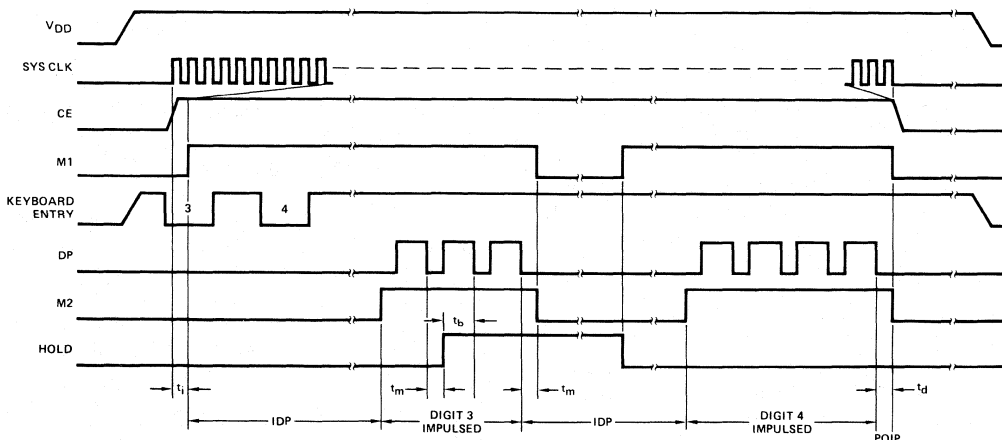 VDD
SYS CLK
CE
M1
KEYBOARD
ENTRY
3
4
DP
M2
tb
HOLD
ti
tm
tm
td
IDP
DIGIT 3
IMPULSED
IDP
DIGIT 4
IMPULSED
POIP